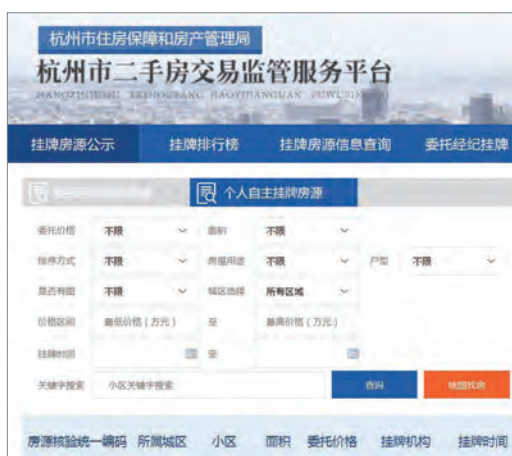 杭州市住房保障和房产管理局
杭州市二手房交易监管服务平台
挂牌房源公示 挂牌排行榜 挂牌房源信息查询 委托经纪挂牌
个人自主挂牌房源
委托价格 不限 面积 不限
排序方式 不限 房屋用途 不限 户型 不限
是否有图 不限 城区选择 所有区域
价格区间 最低价格(万元) 至 最高价格(万元)
挂牌时间 至
关键字搜索 小区关键字搜索 查询 地图找房
房源核验统一编码 所属城区 小区 面积 委托价格 挂牌机构 挂牌时间